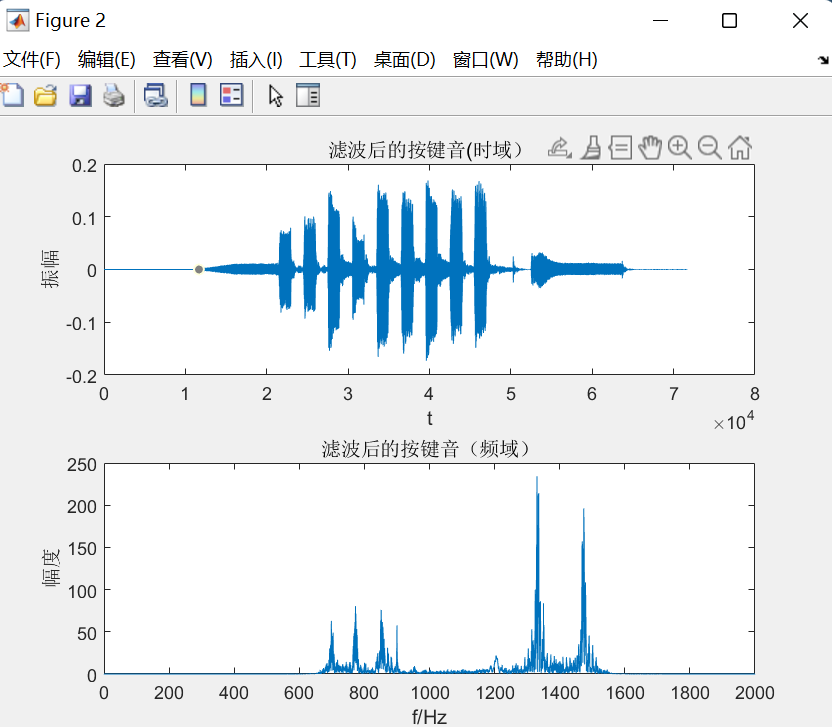 Figure 2
文件(F) 编辑(E) 查看(V) 插入(I) 工具(T) 桌面(D) 窗口(W) 帮助(H)
滤波后的按键音(时域）
0.2
0.1
0
-0.1
-0.2
振幅
0 1 2 3 4 5 6 7 8
t
×10⁴
滤波后的按键音（频域）
250
200
150
100
50
0
幅度
0 200 400 600 800 1000 1200 1400 1600 1800 2000
f/Hz